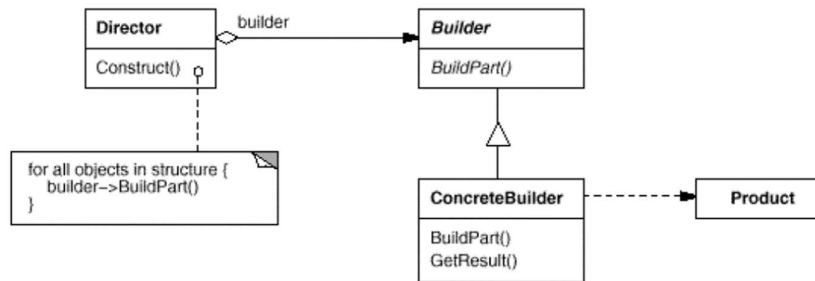 Director
builder
Builder
Construct()
BuildPart()
for all objects in structure {
builder->BuildPart()
}
ConcreteBuilder
Product
BuildPart()
GetResult()